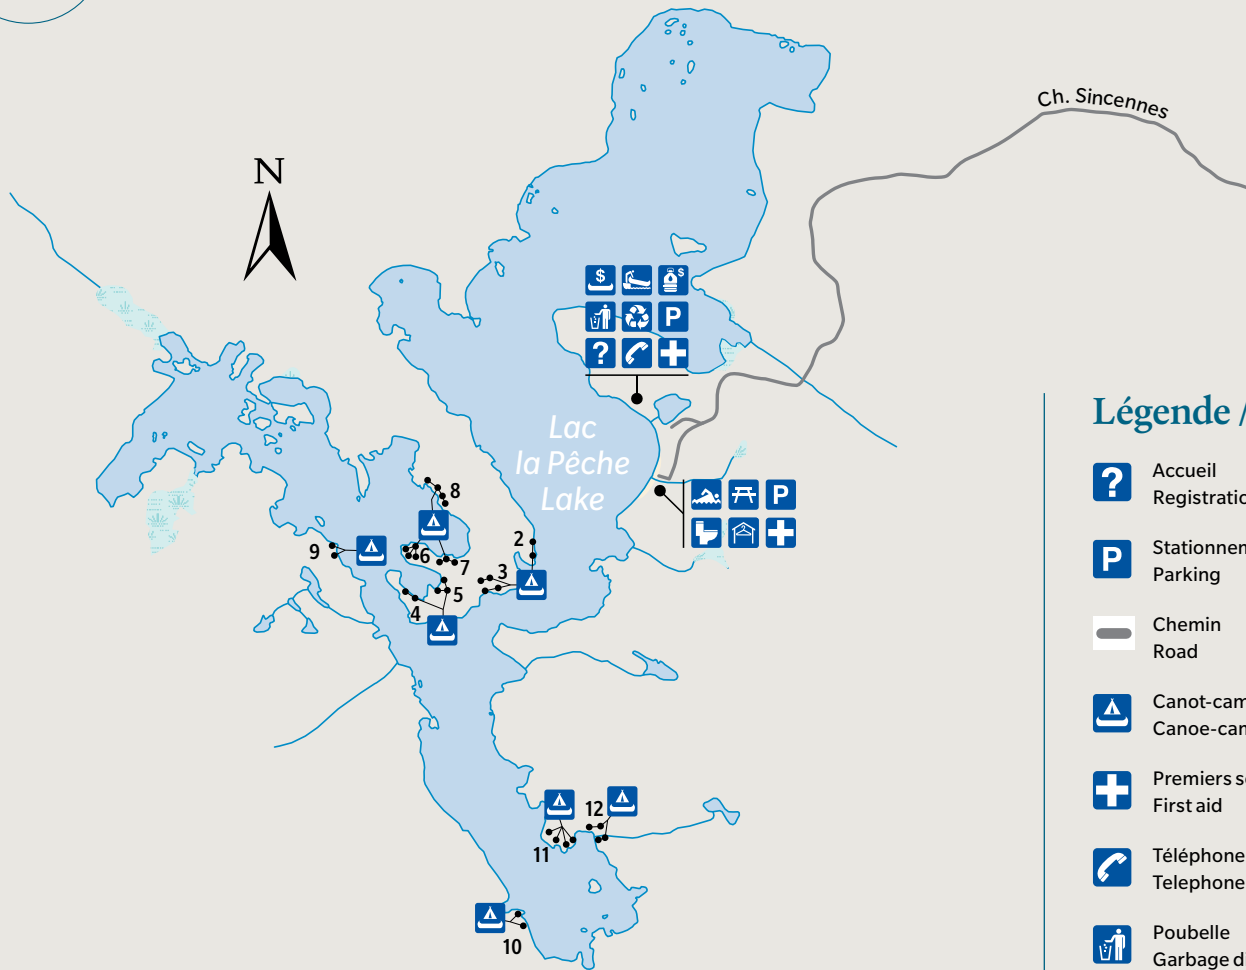 Ch. Sincennes
N
$
$
P
?
Lac
la Pêche
Lake
P
8
9
6
7
2
3
5
4
12
11
10
Légende /
? Accueil
Registratio
P Stationnem
Parking
Chemin
Road
Canot-cam
Canoe-can
Premiers se
First aid
Téléphone
Telephone
Poubelle
Garbage d